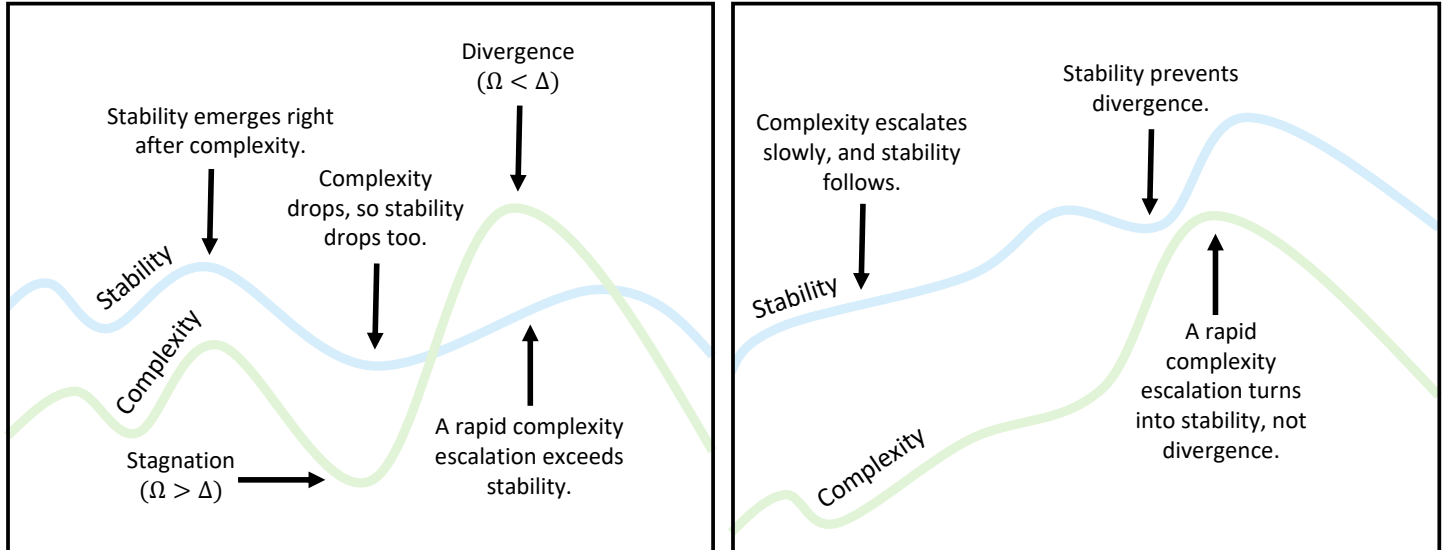 Divergence
(Ω < Δ)
Stability emerges right
after complexity.
Complexity
drops, so stability
drops too.
Stability
Complexity
Stagnation
(Ω > Δ)
A rapid complexity
escalation exceeds
stability.
Stability prevents
divergence.
Complexity escalates
slowly, and stability
follows.
Stability
A rapid
complexity
escalation turns
into stability, not
divergence.
Complexity